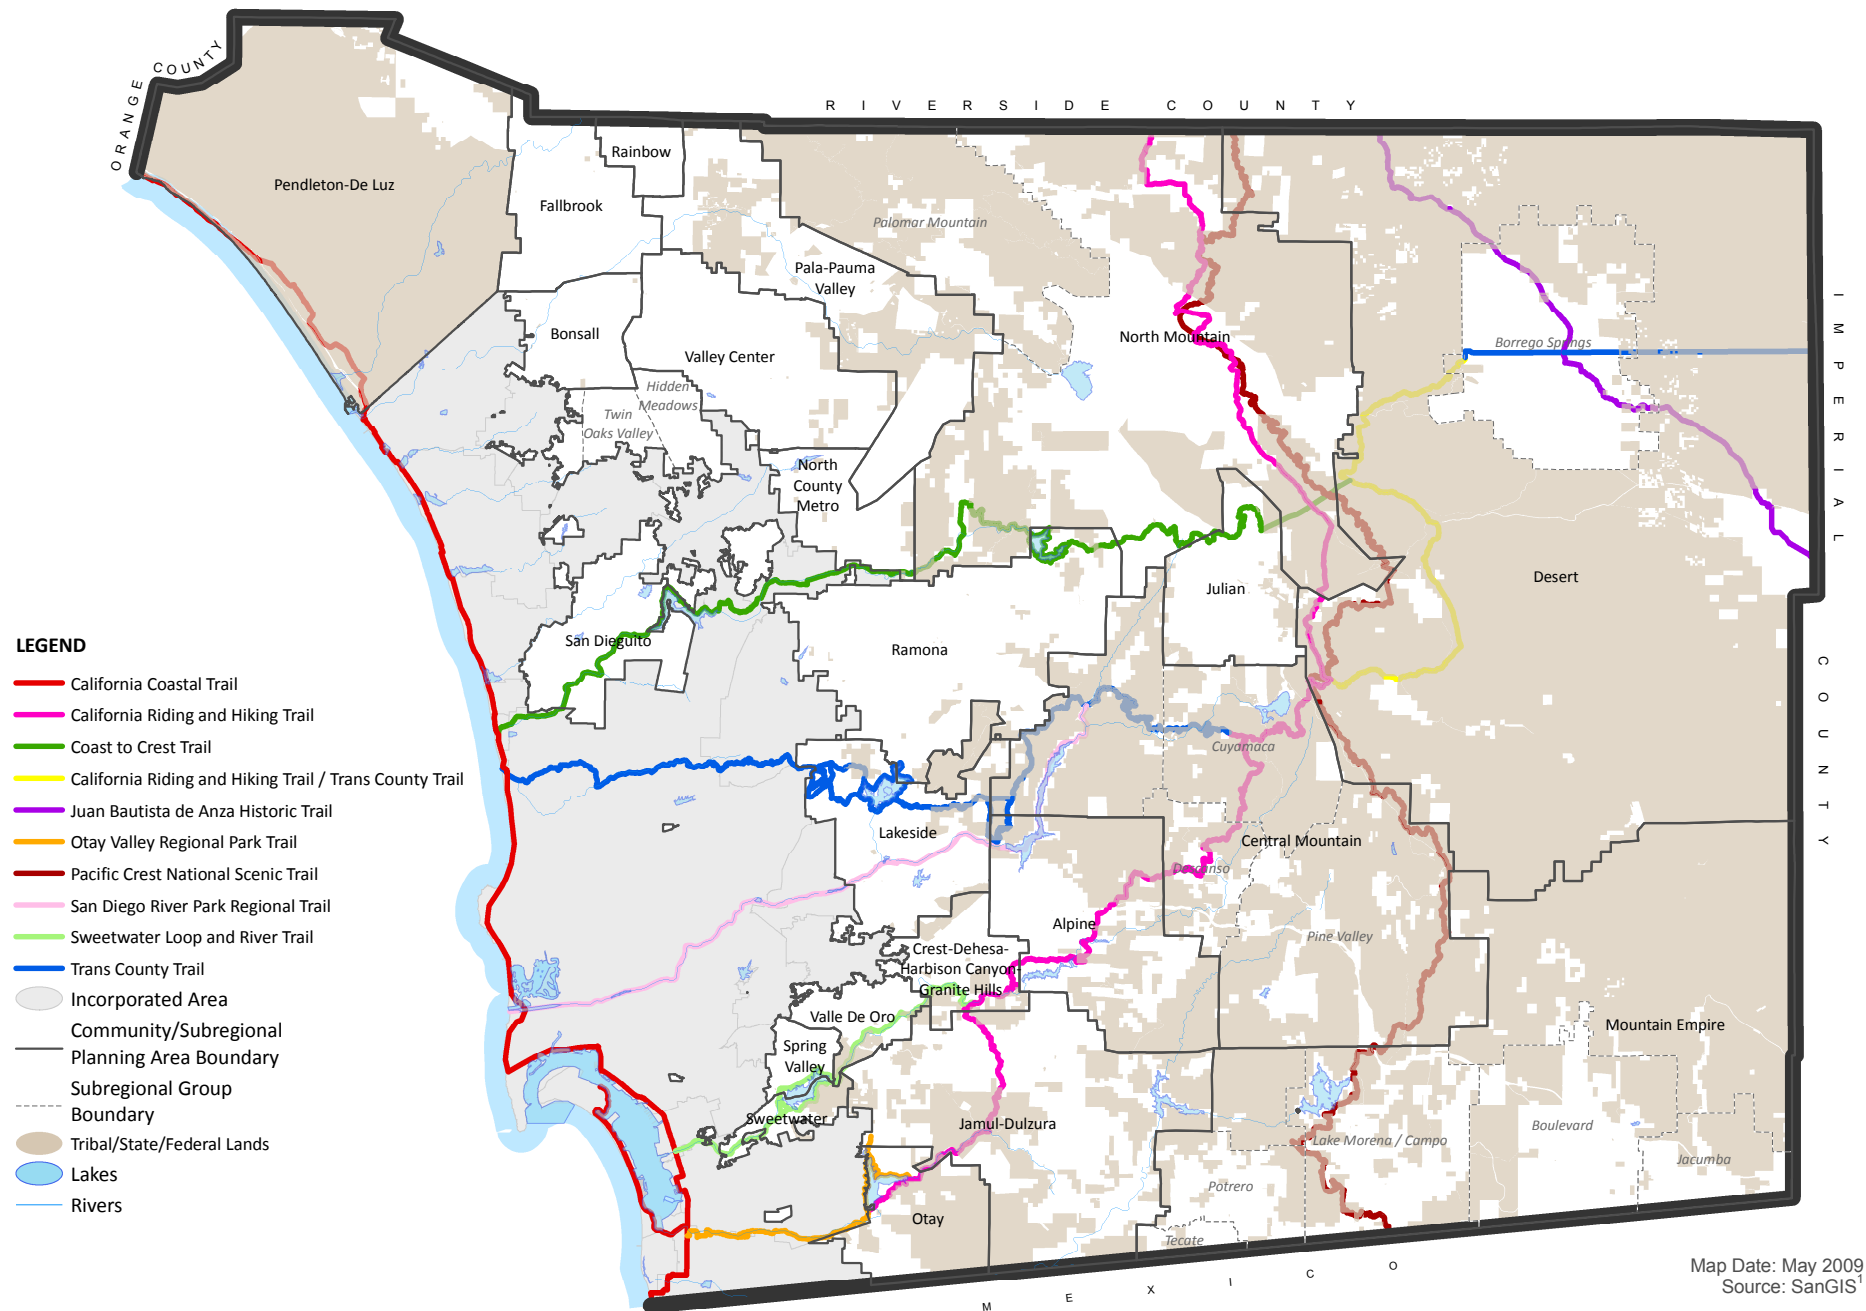 ORANGE COUNTY
RIVERSIDE COUNTY
Rainbow
Pendleton-De Luz
Fallbrook
Palomar Mountain
Pala-Pauma
Valley
Bonsall
North Mountain
Borrego Springs
Valley Center
Hidden
Meadows
Twin
Oaks Valley
IMPERIAL COUNTY
North
County
Metro
Desert
Julian
San Dieguito
Ramona
LEGEND
California Coastal Trail
California Riding and Hiking Trail
Coast to Crest Trail
California Riding and Hiking Trail / Trans County Trail
Juan Bautista de Anza Historic Trail
Otay Valley Regional Park Trail
Pacific Crest National Scenic Trail
San Diego River Park Regional Trail
Sweetwater Loop and River Trail
Trans County Trail
Incorporated Area
Community/Subregional
Planning Area Boundary
Subregional Group
Boundary
Tribal/State/Federal Lands
Lakes
Rivers
Cuyamaca
Lakeside
Central Mountain
Descanso
Alpine
Pine Valley
Crest-Dehesa-
Harbison Canyon-
Granite Hills
Valle De Oro
Mountain Empire
Spring
Valley
Sweetwater
Jamul-Dulzura
Lake Morena / Campo
Boulevard
Jacumba
Potrero
Otay
Tecate
MEXICO
Map Date: May 2009
Source: SanGIS1